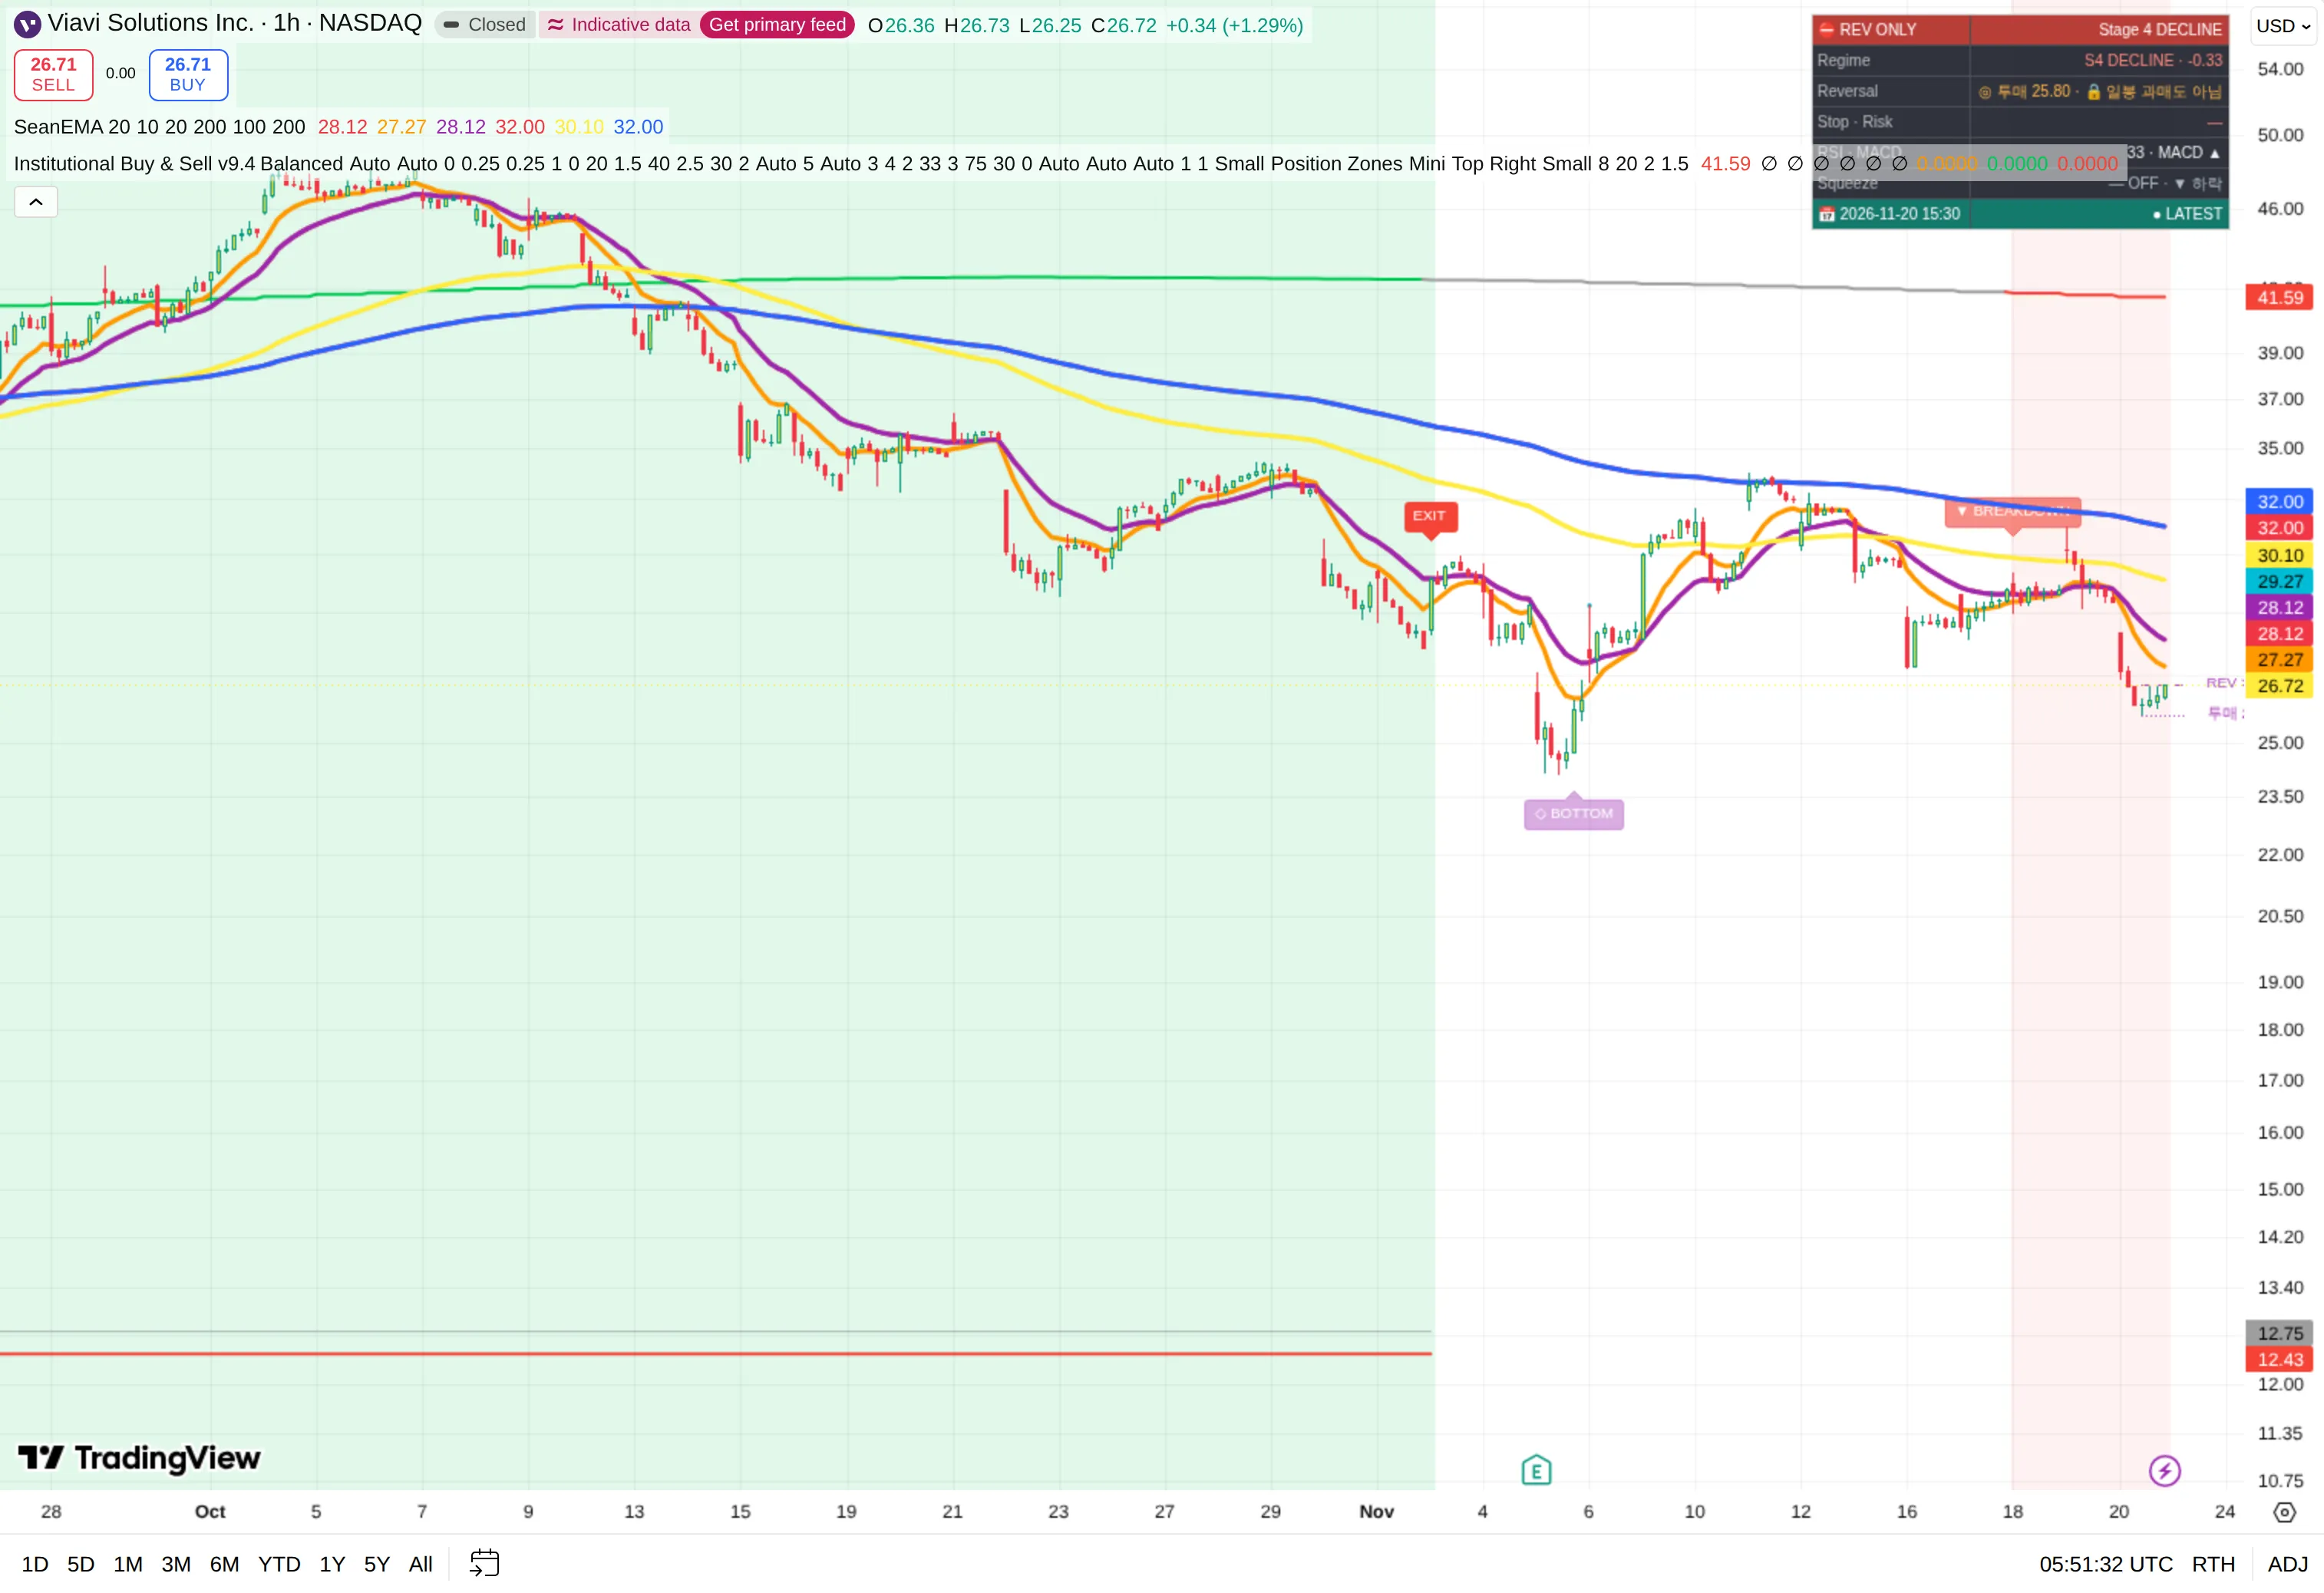 Viavi Solutions Inc. · 1h · NASDAQ Closed Indicative data Get primary feed O26.36 H26.73 L26.25 C26.72 +0.34 (+1.29%)
26.71 SELL 0.00 26.71 BUY
SeanEMA 20 10 20 200 100 200 28.12 27.27 28.12 32.00 30.10 32.00
Institutional Buy & Sell v9.4 Balanced Auto Auto 0 0.25 0.25 1 0 20 1.5 40 2.5 30 2 Auto 5 Auto 3 4 2 33 3 75 30 0 Auto Auto Auto 1 1 Small Position Zones Mini Top Right Small 8 20 2 1.5 41.59 ∅ ∅ ∅ ∅ ∅ ∅ 0.0000 0.0000 0.0000
⛔ REV ONLY Stage 4 DECLINE
Regime S4 DECLINE · -0.33
Reversal ◎ 투매 25.80 · 🔒 일봉 과매도 아님
Stop · Risk —
RSI · MACD 33 · MACD ▲
Squeeze — OFF · ▼ 하락
📅 2026-11-20 15:30 ● LATEST
USD
54.00
50.00
46.00
41.59
39.00
37.00
35.00
32.00
32.00
30.10
29.27
28.12
28.12
27.27
26.72
25.00
23.50
22.00
20.50
19.00
18.00
17.00
16.00
15.00
14.20
13.40
12.75
12.43
12.00
11.35
10.75
EXIT
▼ BREAKDOWN
◇ BOTTOM
REV
투매
TradingView
E
28 Oct 5 7 9 13 15 19 21 23 27 29 Nov 4 6 10 12 16 18 20 24
1D 5D 1M 3M 6M YTD 1Y 5Y All 05:51:32 UTC RTH ADJ